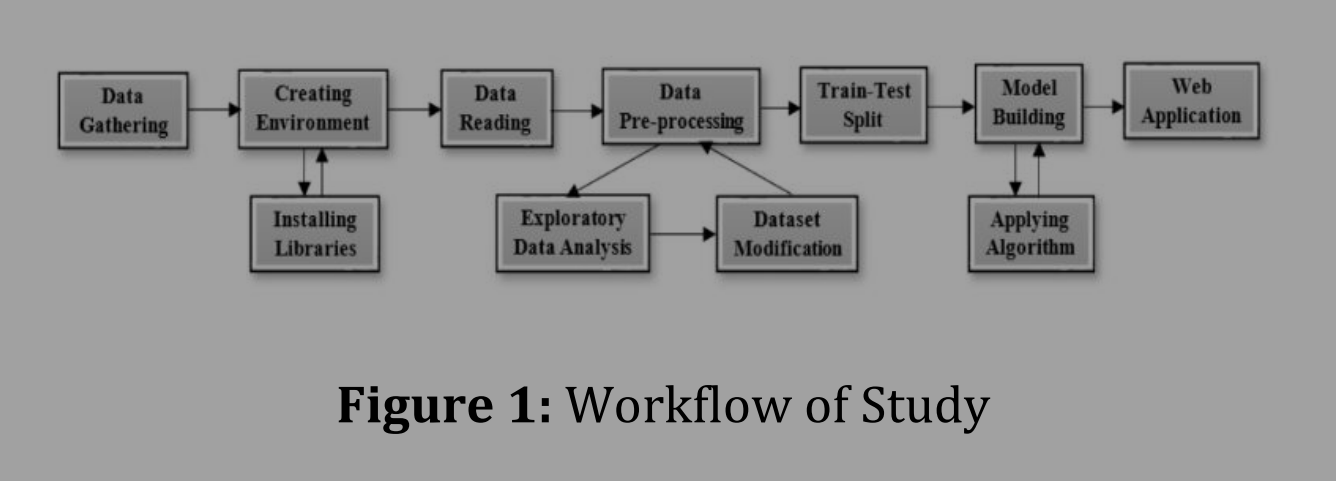 Data
Gathering
Creating
Environment
Data
Reading
Data
Pre-processing
Train-Test
Split
Model
Building
Web
Application
Installing
Libraries
Exploratory
Data Analysis
Dataset
Modification
Applying
Algorithm
Figure 1: Workflow of Study